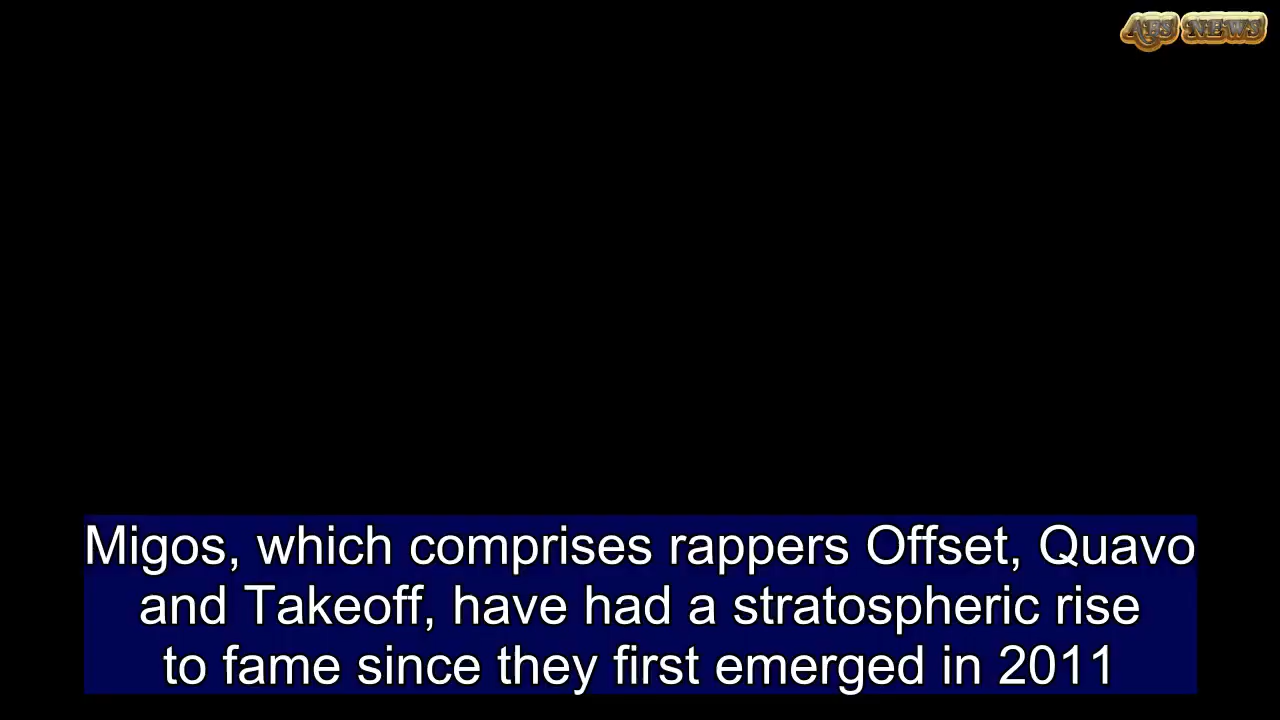 AFS NEWS
Migos, which comprises rappers Offset, Quavo
and Takeoff, have had a stratospheric rise
to fame since they first emerged in 2011